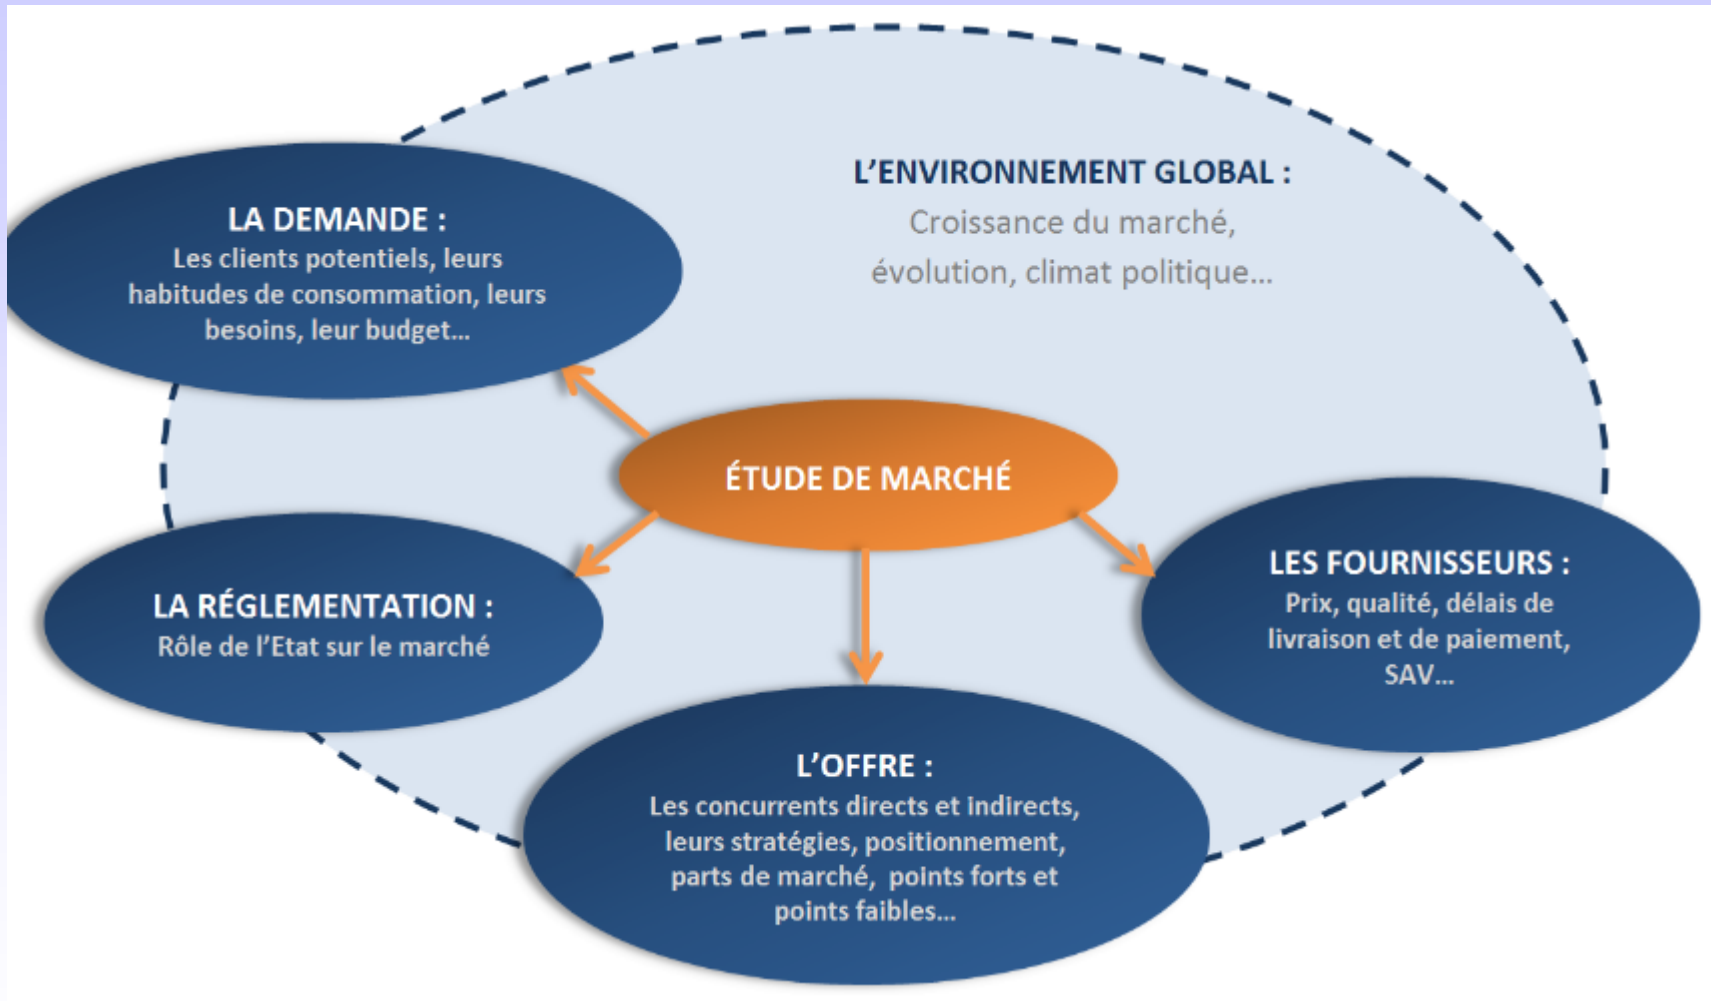 L'ENVIRONNEMENT GLOBAL :
Croissance du marché,
évolution, climat politique...
LA DEMANDE :
Les clients potentiels, leurs
habitudes de consommation, leurs
besoins, leur budget...
ÉTUDE DE MARCHÉ
LA RÉGLEMENTATION :
Rôle de l'Etat sur le marché
LES FOURNISSEURS :
Prix, qualité, délais de
livraison et de paiement,
SAV...
L'OFFRE :
Les concurrents directs et indirects,
leurs stratégies, positionnement,
parts de marché, points forts et
points faibles...